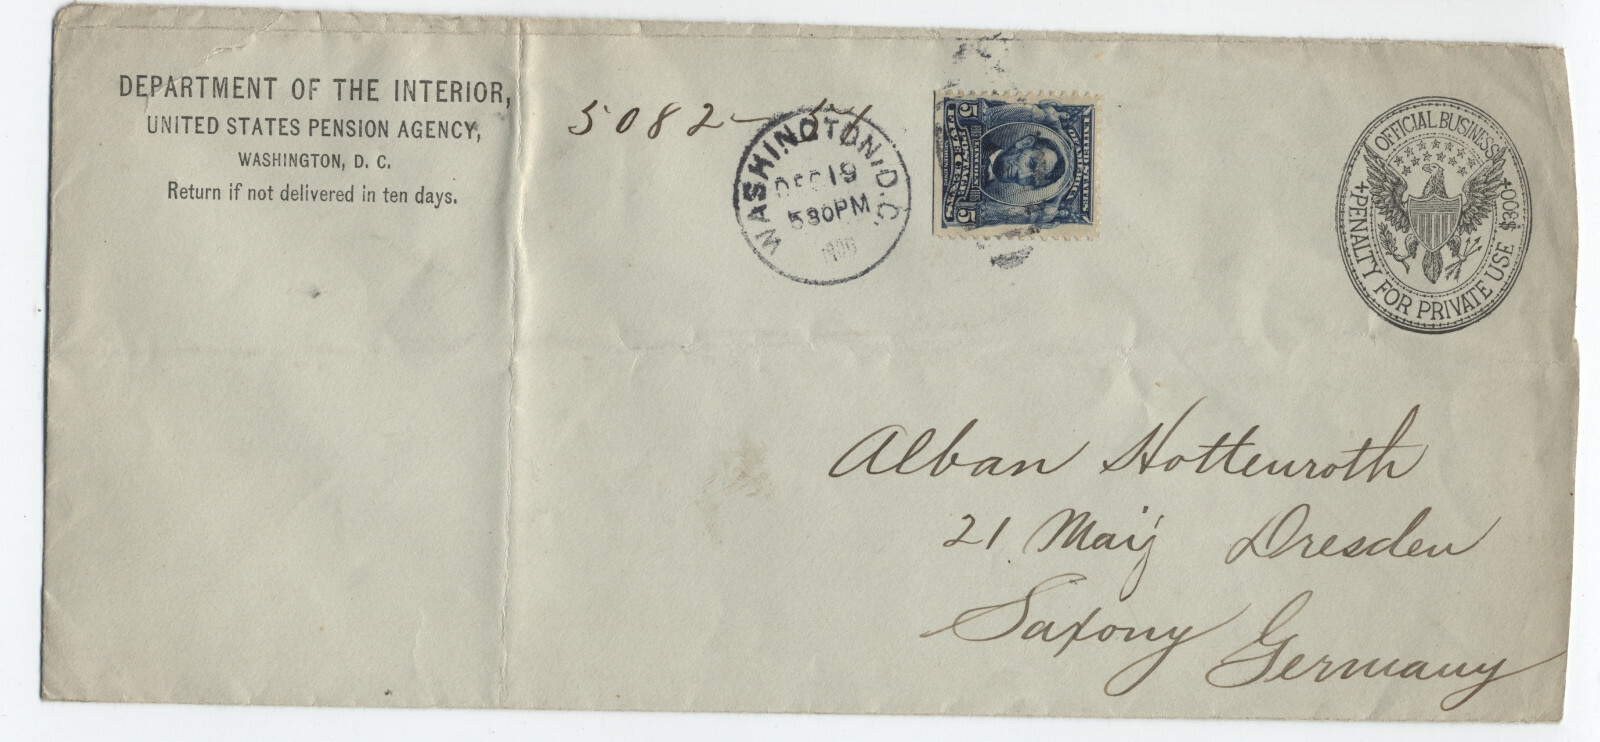 DEPARTMENT OF THE INTERIOR,
UNITED STATES PENSION AGENCY,
WASHINGTON, D. C.
Return if not delivered in ten days.
5082
WASHINGTON, D.C.
DEC 19
530PM
5
5
OFFICIAL BUSINESS
PENALTY FOR PRIVATE USE $300
Alban Hottenroth
21 Maij Dresden
Saxony Germany